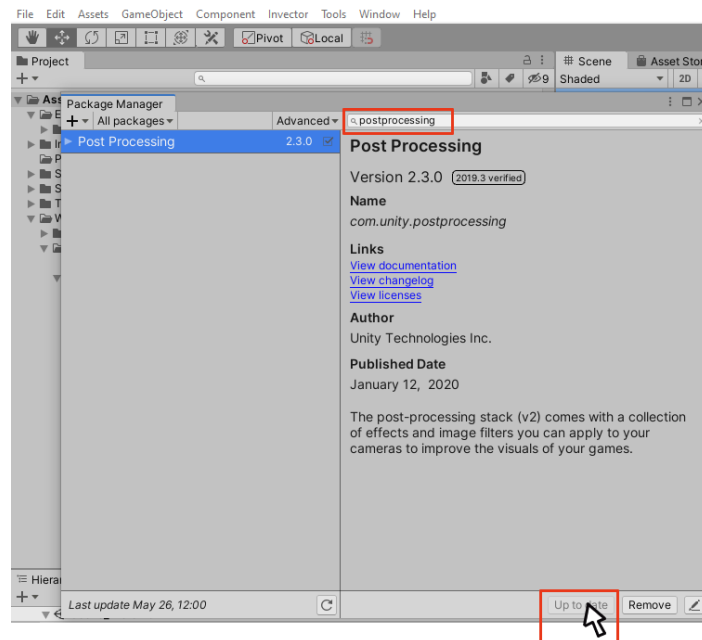 File Edit Assets GameObject Component Invector Tools Window Help
Pivot Local
Project
# Scene Asset Stor
9 Shaded 2D
Ass
Package Manager
All packages Advanced postprocessing
Post Processing 2.3.0
Post Processing
Version 2.3.0 2019.3 verified
Name
com.unity.postprocessing
Links
View documentation
View changelog
View licenses
Author
Unity Technologies Inc.
Published Date
January 12, 2020
The post-processing stack (v2) comes with a collection
of effects and image filters you can apply to your
cameras to improve the visuals of your games.
Hierar
Last update May 26, 12:00
Up to date Remove